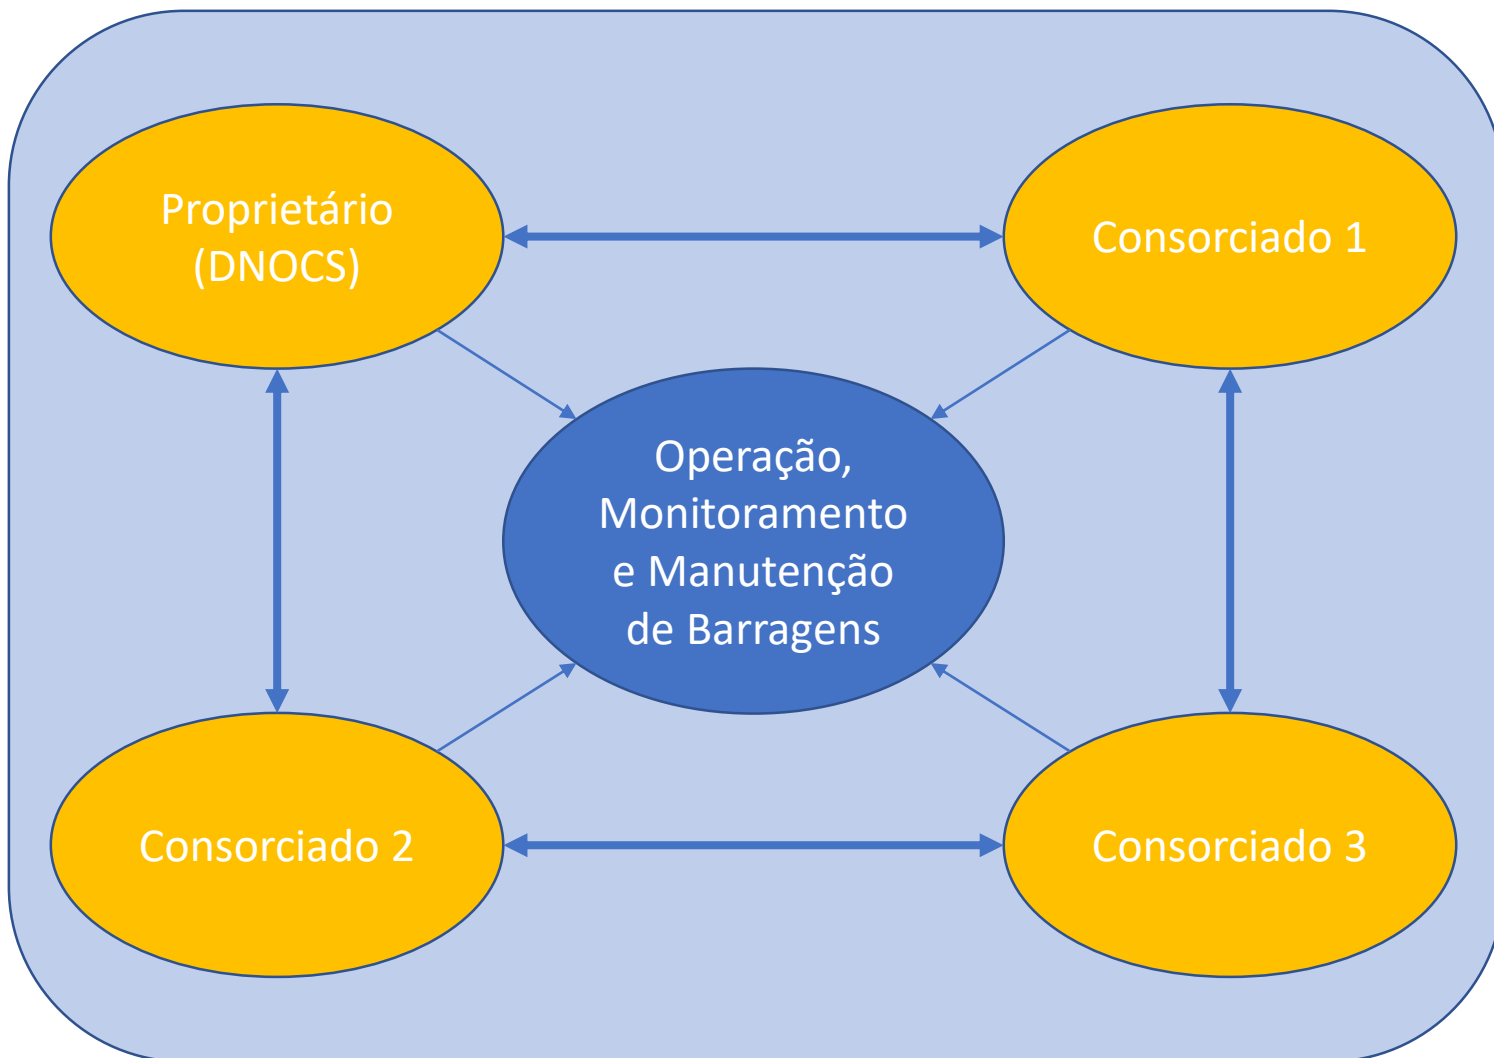 Proprietário
(DNOCS)
Consorciado 1
Operação,
Monitoramento
e Manutenção
de Barragens
Consorciado 2
Consorciado 3